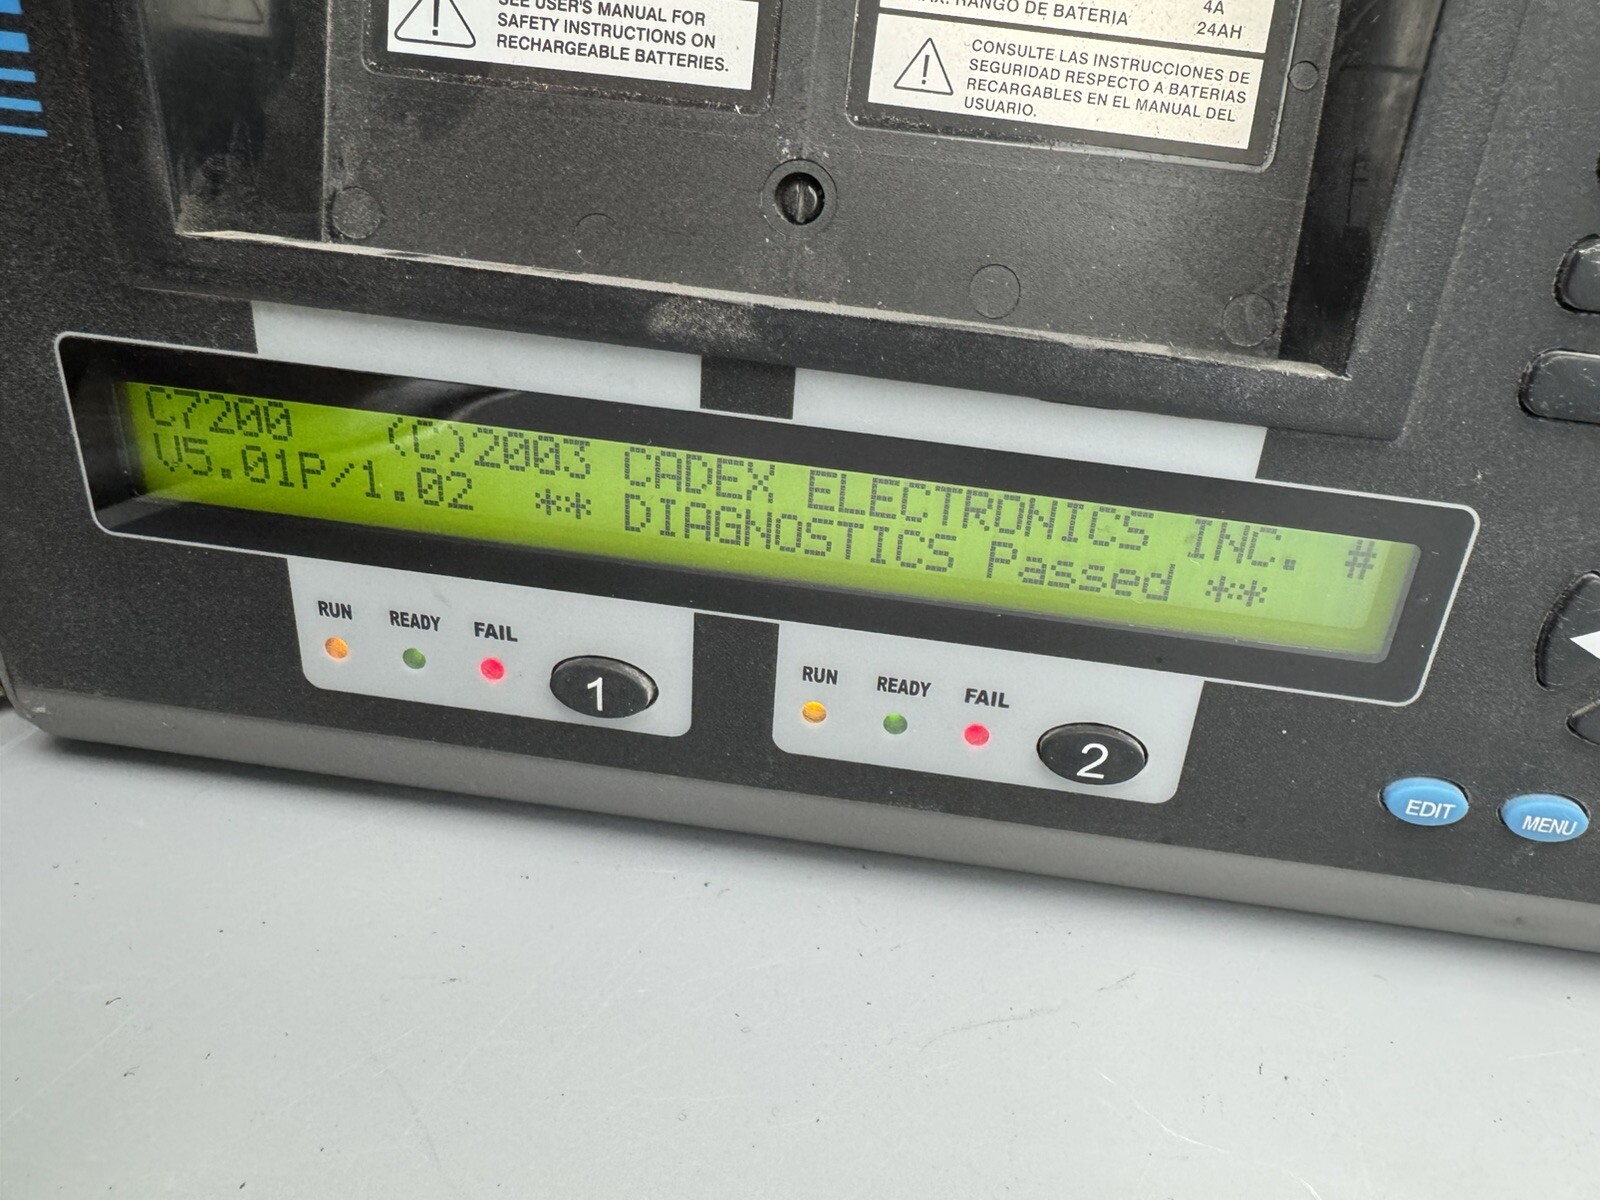 SEE USER'S MANUAL FOR
SAFETY INSTRUCTIONS ON
RECHARGEABLE BATTERIES.
RANGO DE BATERIA
4A
24AH
CONSULTE LAS INSTRUCCIONES DE
SEGURIDAD RESPECTO A BATERIAS
RECARGABLES EN EL MANUAL DEL
USUARIO.
C7200 (C)2003 CADEX ELECTRONICS INC. #
V5.01P/1.02 ** DIAGNOSTICS Passed **
RUN READY FAIL
1
RUN READY FAIL
2
EDIT
MENU